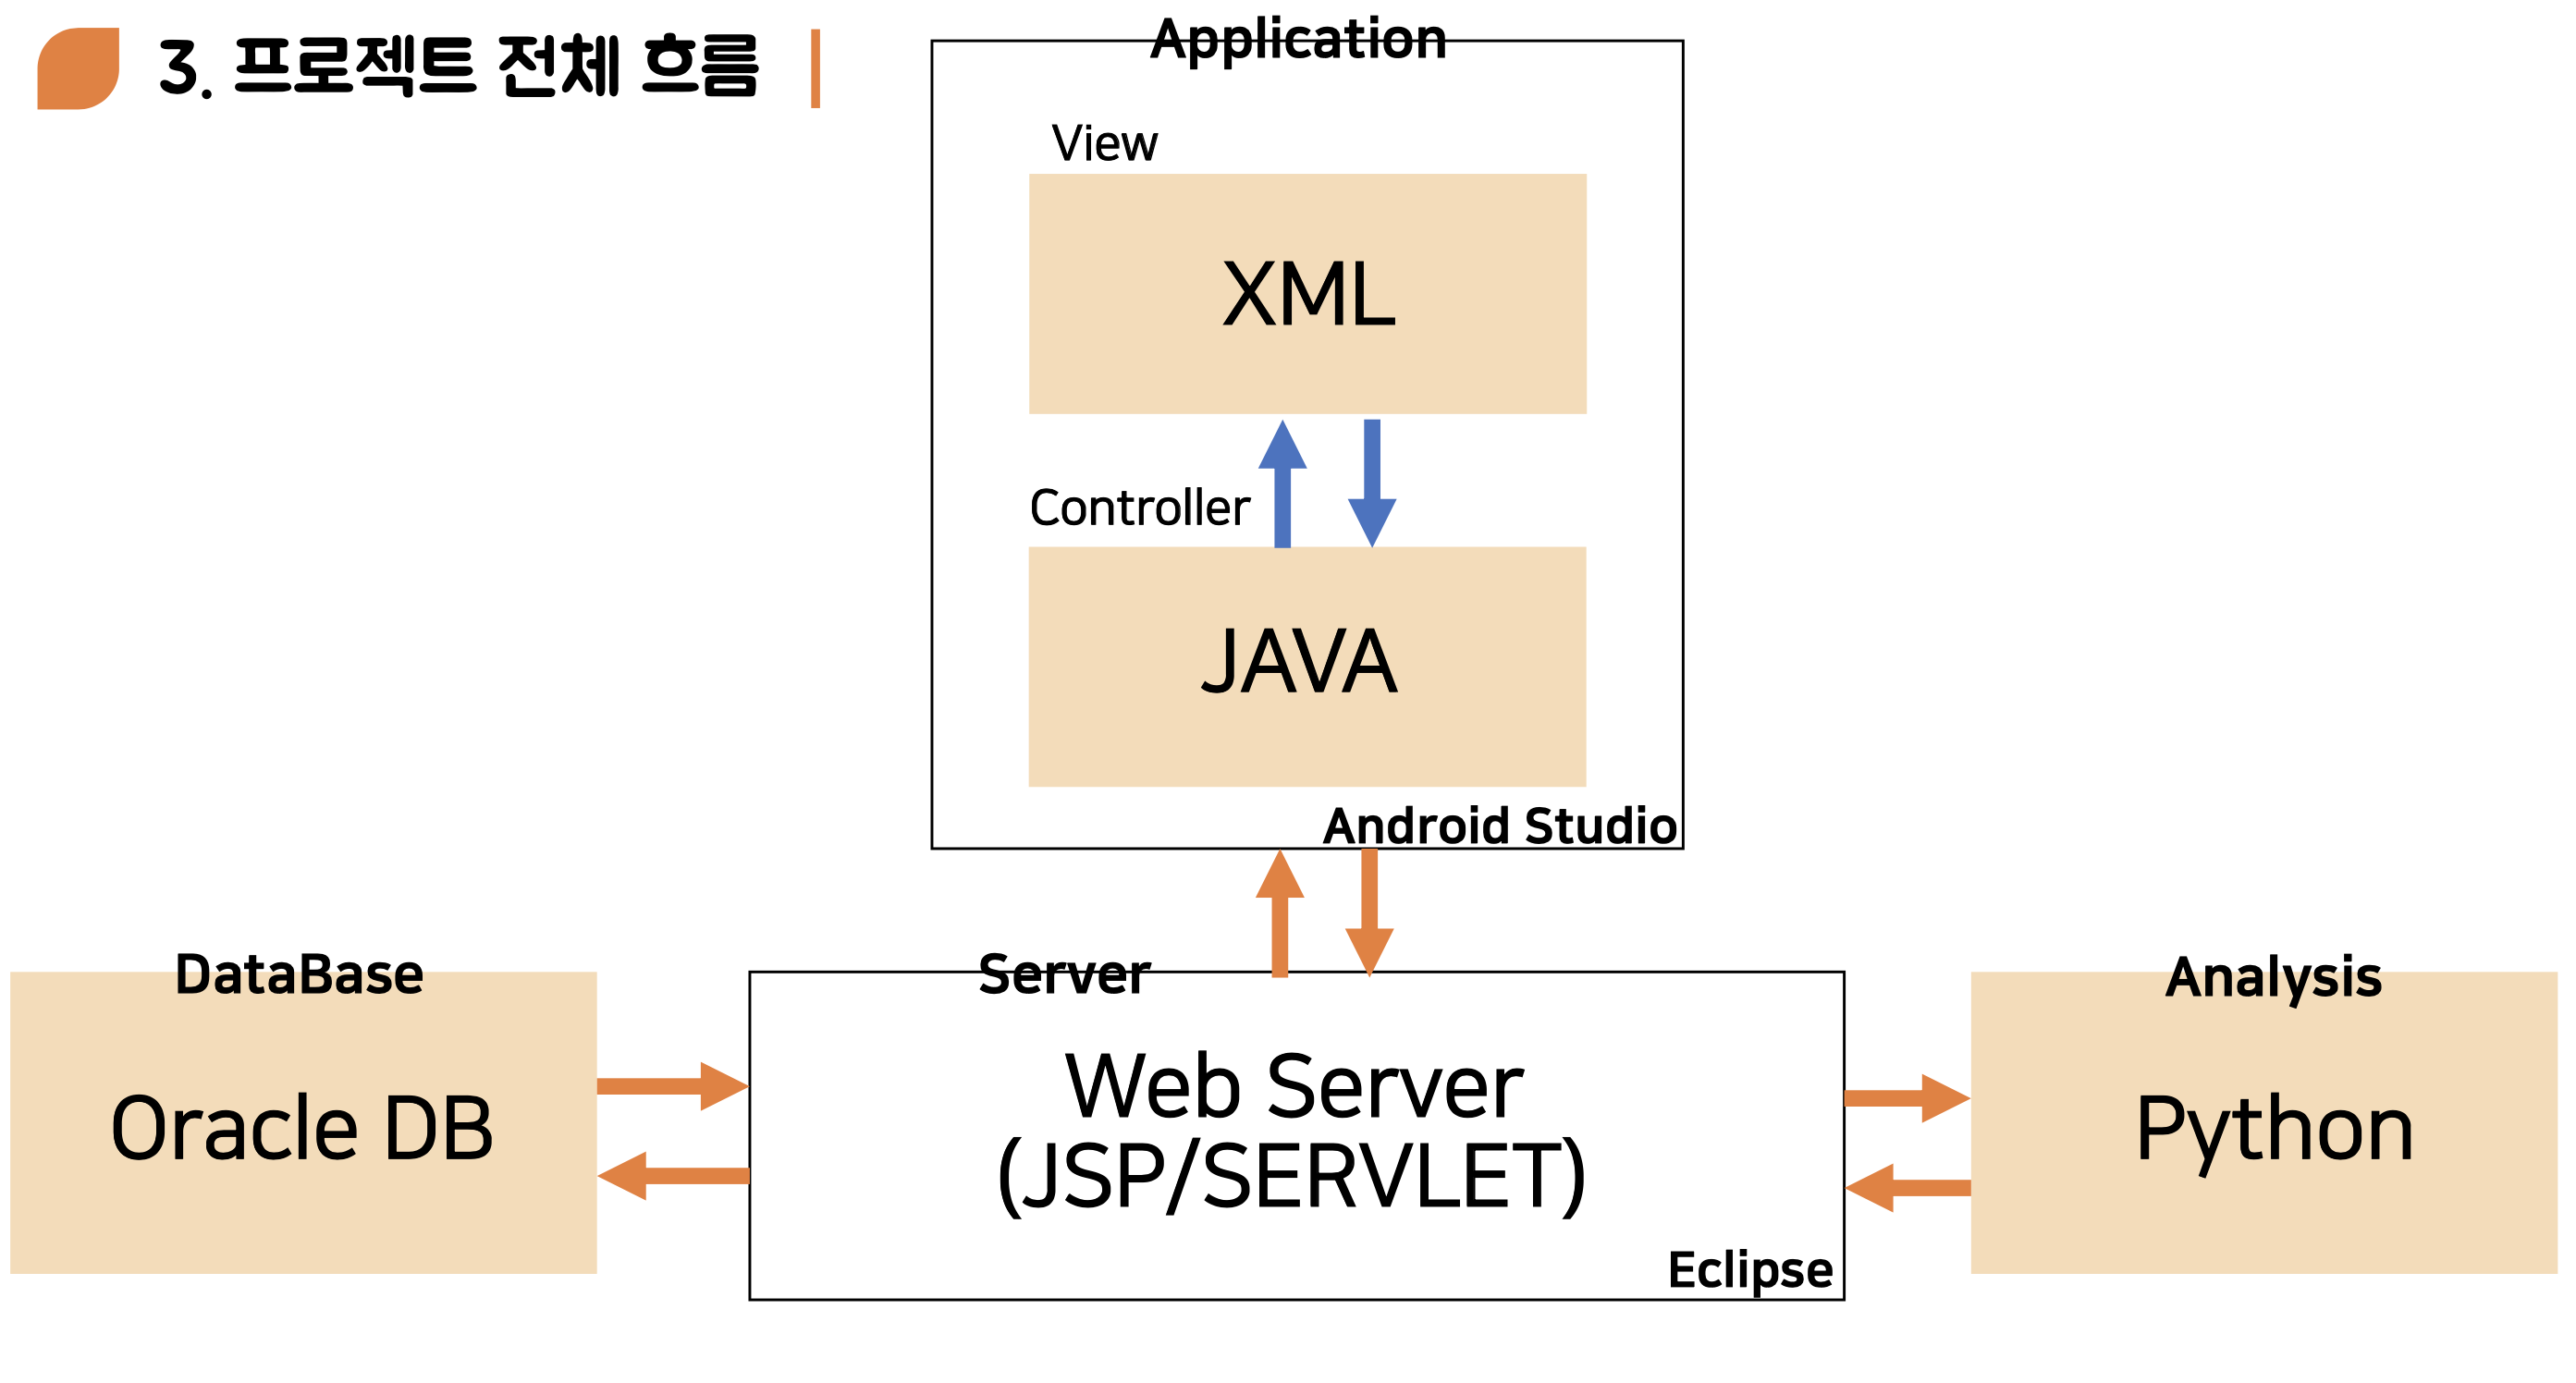 3. 프로젝트 전체 흐름
Application
View
XML
Controller
JAVA
Android Studio
DataBase
Oracle DB
Server
Web Server
(JSP/SERVLET)
Eclipse
Analysis
Python